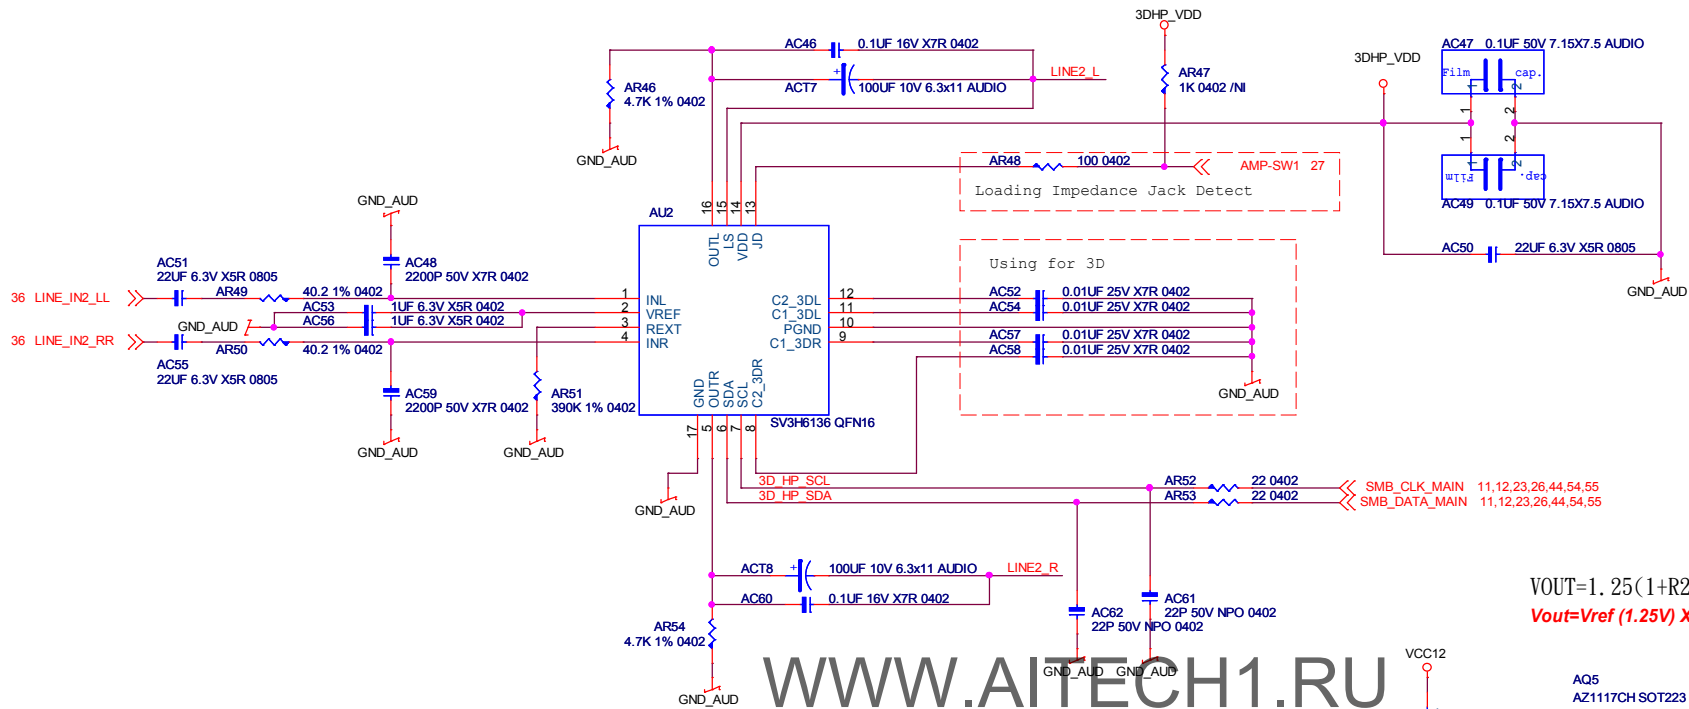 3DHP_VDD
AC46 0.1UF 16V X7R 0402
AC47 0.1UF 50V 7.15X7.5 AUDIO
3DHP_VDD
Film cap.
1 2
LINE2_L
AR47
1K 0402 /NI
+
ACT7 100UF 10V 6.3x11 AUDIO
AR46
4.7K 1% 0402
1 2
GND_AUD
AR48 100 0402 AMP-SW1 27
Loading Impedance Jack Detect
1 2
Film cap.
AC49 0.1UF 50V 7.15X7.5 AUDIO
GND_AUD
16 15 14 13
AU2
OUTL LS VDD JD
AC50 22UF 6.3V X5R 0805
GND_AUD
AC51
22UF 6.3V X5R 0805
AC48
2200P 50V X7R 0402
Using for 3D
36 LINE_IN2_LL
AR49 40.2 1% 0402
AC53 1UF 6.3V X5R 0402
AC56 1UF 6.3V X5R 0402
GND_AUD
36 LINE_IN2_RR
AR50 40.2 1% 0402
AC55
22UF 6.3V X5R 0805
1 INL
2 VREF
3 REXT
4 INR
C2_3DL 12
C1_3DL 11
PGND 10
C1_3DR 9
AC52 0.01UF 25V X7R 0402
AC54 0.01UF 25V X7R 0402
AC57 0.01UF 25V X7R 0402
AC58 0.01UF 25V X7R 0402
GND_AUD
AC59
2200P 50V X7R 0402
AR51
390K 1% 0402
GND OUTR SDA SCL C2_3DR
SV3H6136 QFN16
17 5 6 7 8
GND_AUD
GND_AUD
3D_HP_SCL
AR52 22 0402 SMB_CLK_MAIN 11,12,23,26,44,54,55
3D_HP_SDA
AR53 22 0402 SMB_DATA_MAIN 11,12,23,26,44,54,55
GND_AUD
+
ACT8 100UF 10V 6.3x11 AUDIO LINE2_R
AC60 0.1UF 16V X7R 0402
AC61
22P 50V NPO 0402
AC62
22P 50V NPO 0402
AR54
4.7K 1% 0402
VOUT=1.25(1+R2
Vout=Vref (1.25V) X
GND_AUD GND_AUD
GND_AUD
VCC12
AQ5
AZ1117CH SOT223
WWW.AITECH1.RU